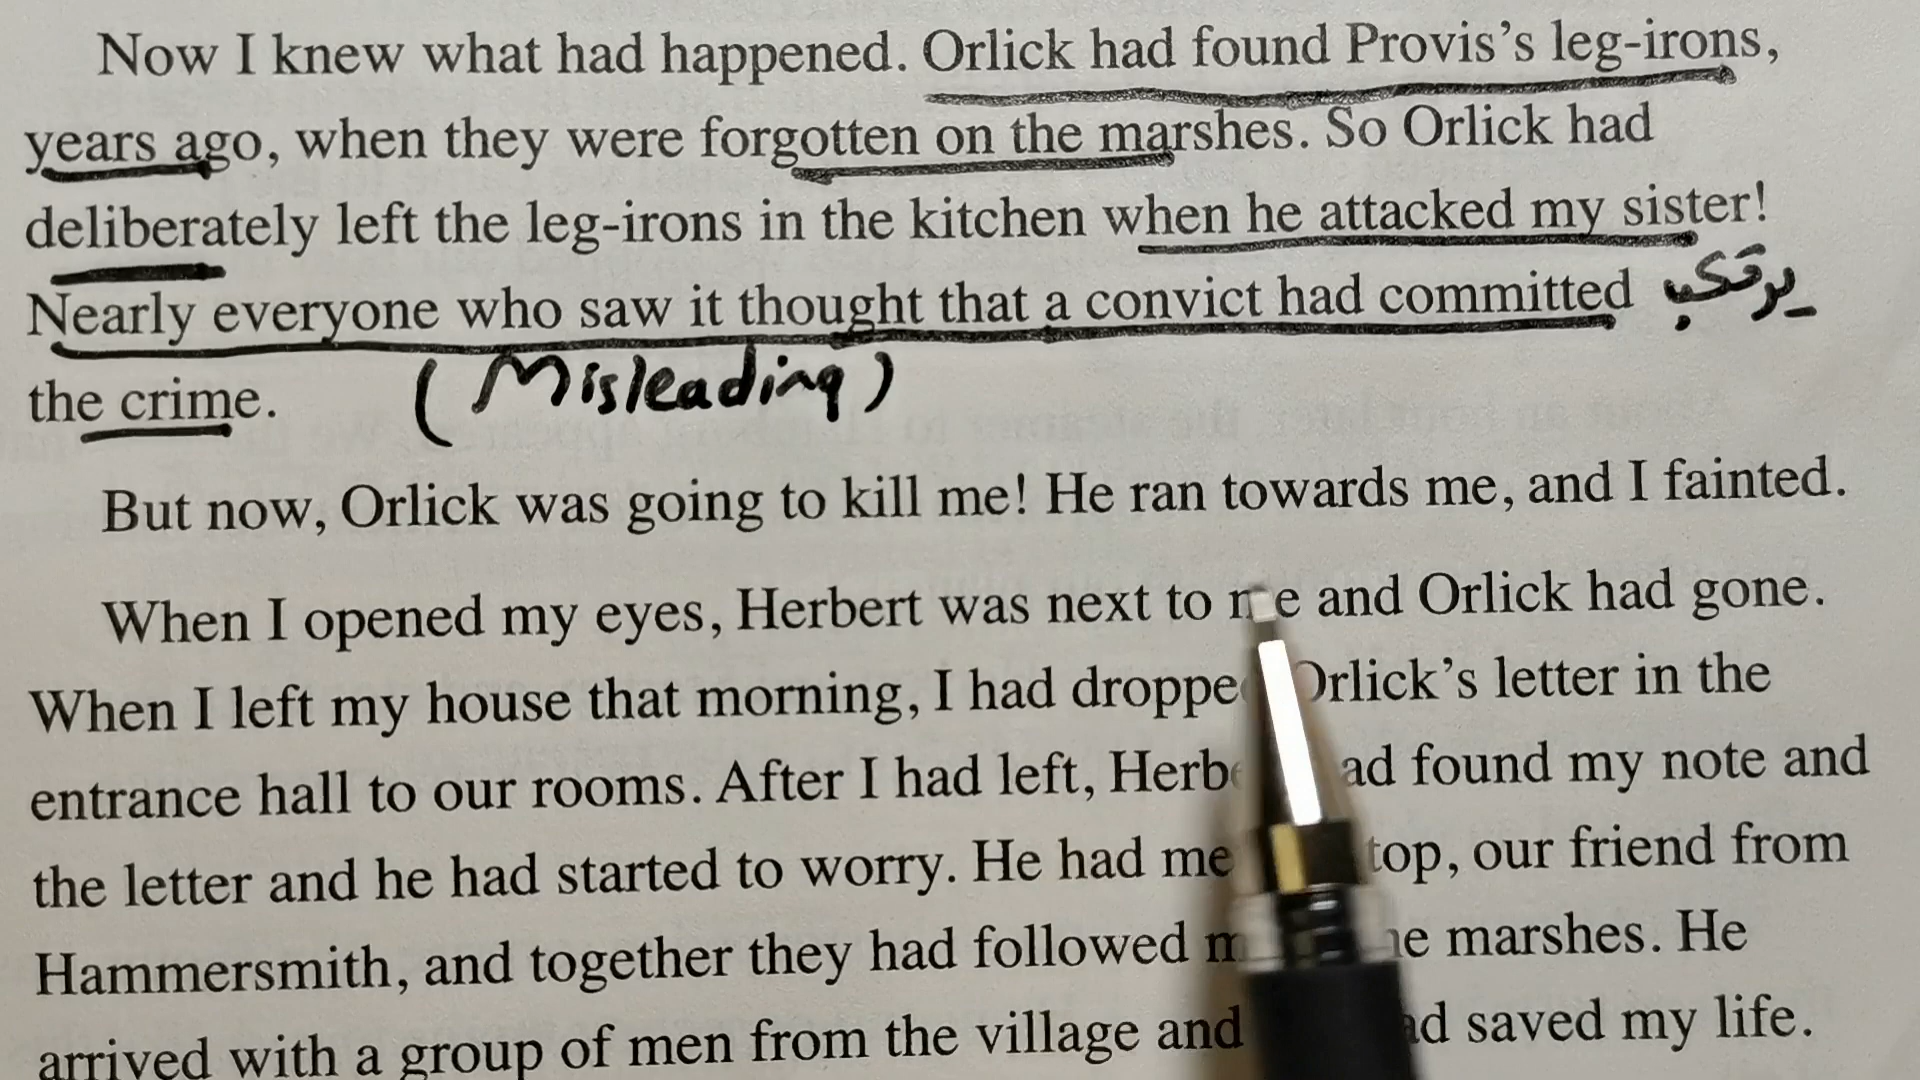 Now I knew what had happened. Orlick had found Provis's leg-irons,
years ago, when they were forgotten on the marshes. So Orlick had
deliberately left the leg-irons in the kitchen when he attacked my sister!
Nearly everyone who saw it thought that a convict had committed يرتكب
the crime. (Misleading)
But now, Orlick was going to kill me! He ran towards me, and I fainted.
When I opened my eyes, Herbert was next to me and Orlick had gone.
When I left my house that morning, I had dropped Orlick's letter in the
entrance hall to our rooms. After I had left, Herbert had found my note and
the letter and he had started to worry. He had me top, our friend from
Hammersmith, and together they had followed marshes. He
arrived with a group of men from the village and saved my life.